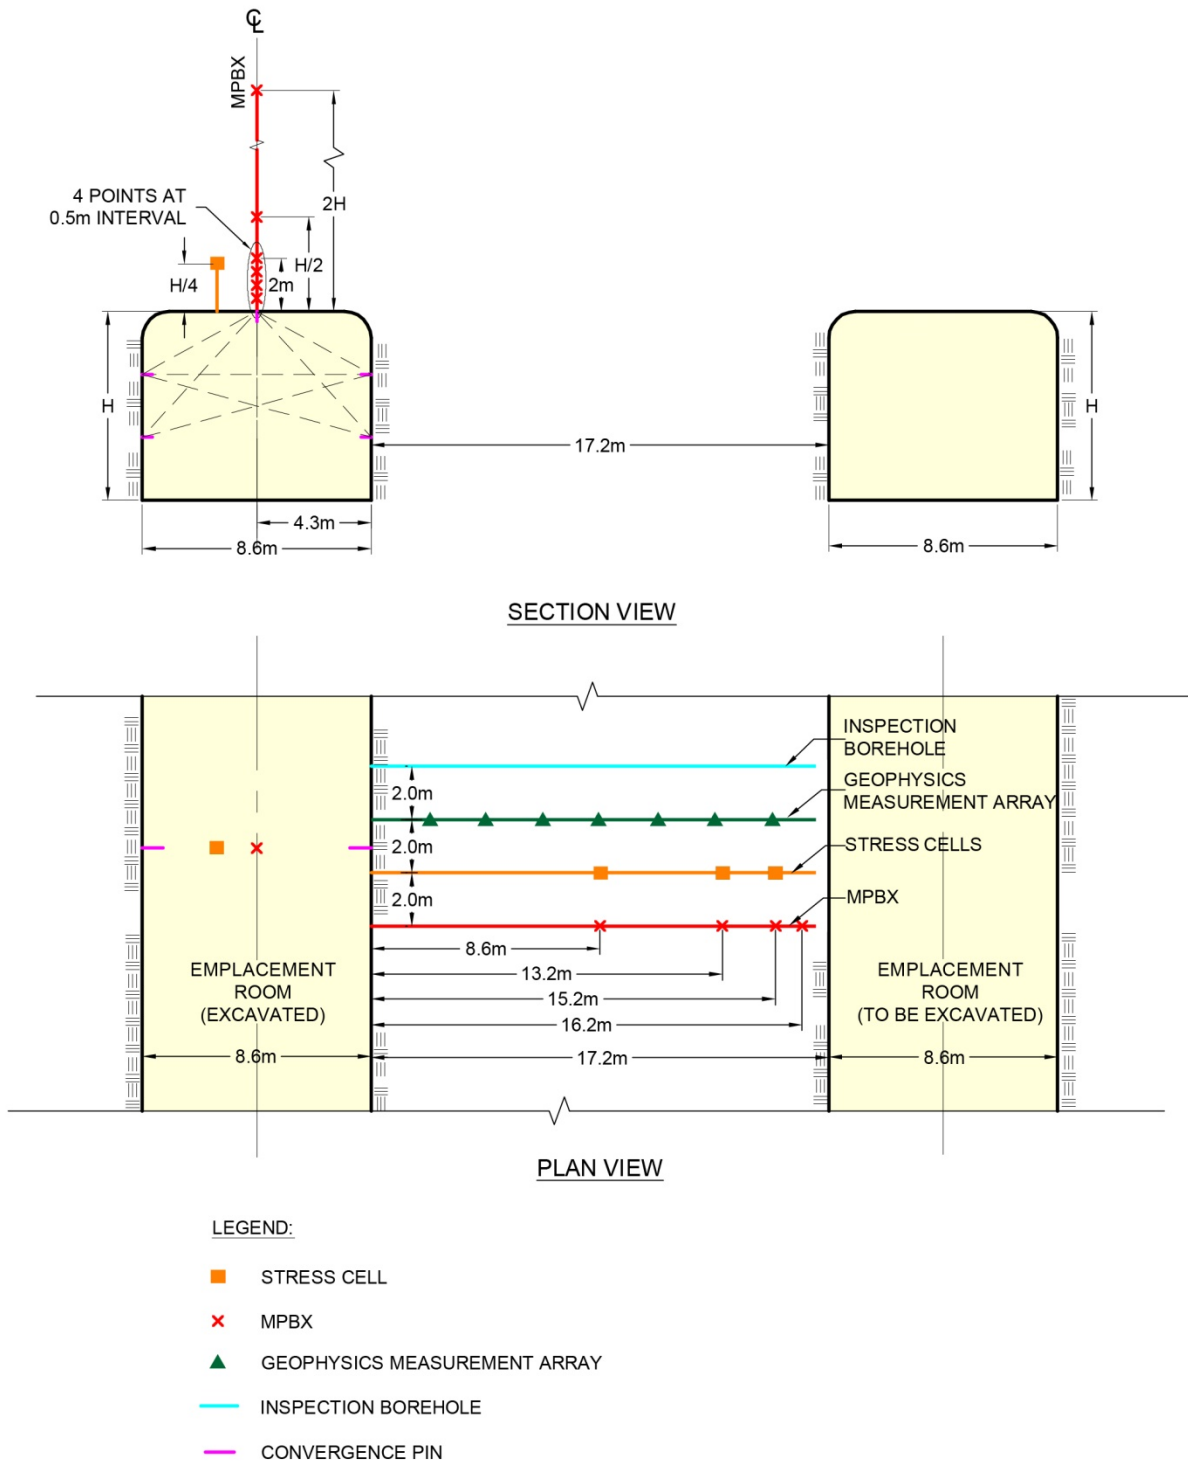 ℄
MPBX
4 POINTS AT
0.5m INTERVAL
2H
H/2
H/4
2m
H
H
17.2m
4.3m
8.6m
8.6m
SECTION VIEW
INSPECTION
BOREHOLE
2.0m
GEOPHYSICS
MEASUREMENT ARRAY
2.0m
STRESS CELLS
2.0m
MPBX
8.6m
EMPLACEMENT
ROOM
(EXCAVATED)
13.2m
EMPLACEMENT
ROOM
(TO BE EXCAVATED)
15.2m
16.2m
8.6m
17.2m
8.6m
PLAN VIEW
LEGEND:
STRESS CELL
MPBX
GEOPHYSICS MEASUREMENT ARRAY
INSPECTION BOREHOLE
CONVERGENCE PIN